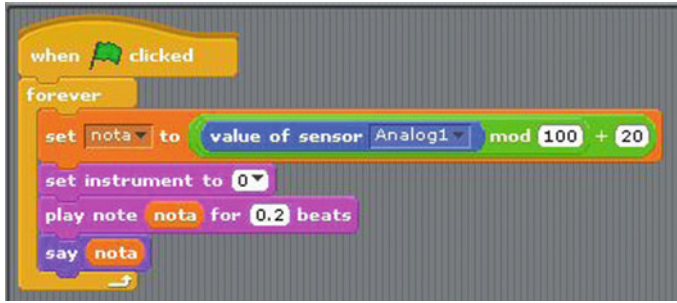 when clicked
forever
set nota to value of sensor Analog1 mod 100 + 20
set instrument to 0
play note nota for 0.2 beats
say nota